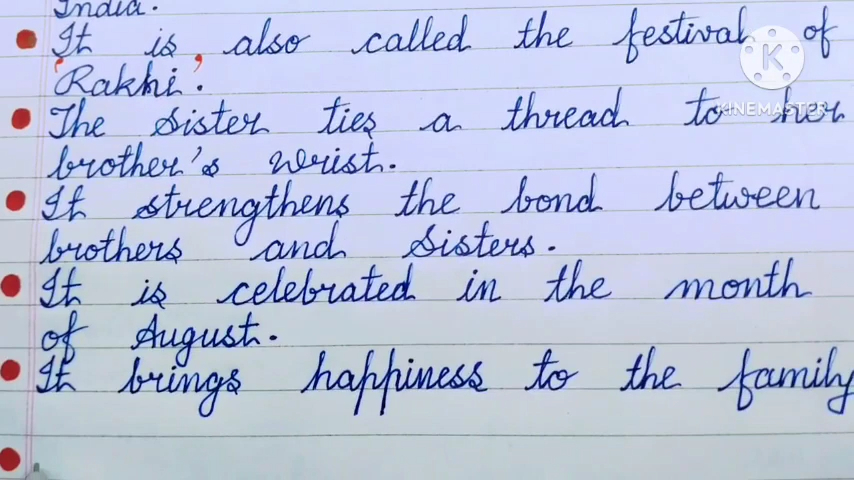 India.
It is also called the festival of
'Rakhi'.
The Sister ties a thread to her
brother's wrist.
It strengthens the bond between
brothers and Sisters.
It is celebrated in the month
of August.
It brings happiness to the family
K
KINEMASTER